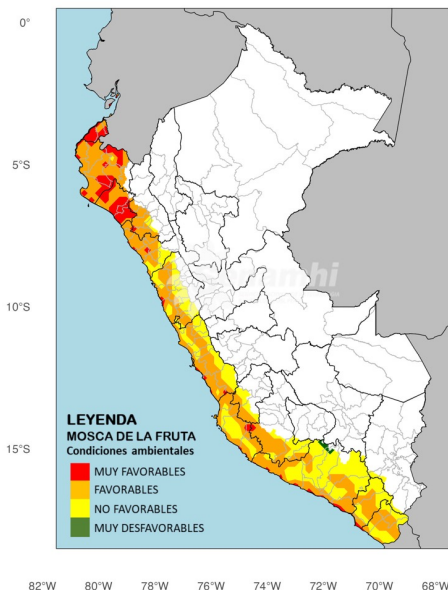 0°
5°S
10°S
15°S
LEYENDA
MOSCA DE LA FRUTA
Condiciones ambientales
MUY FAVORABLES
FAVORABLES
NO FAVORABLES
MUY DESFAVORABLES
82°W 80°W 78°W 76°W 74°W 72°W 70°W 68°W